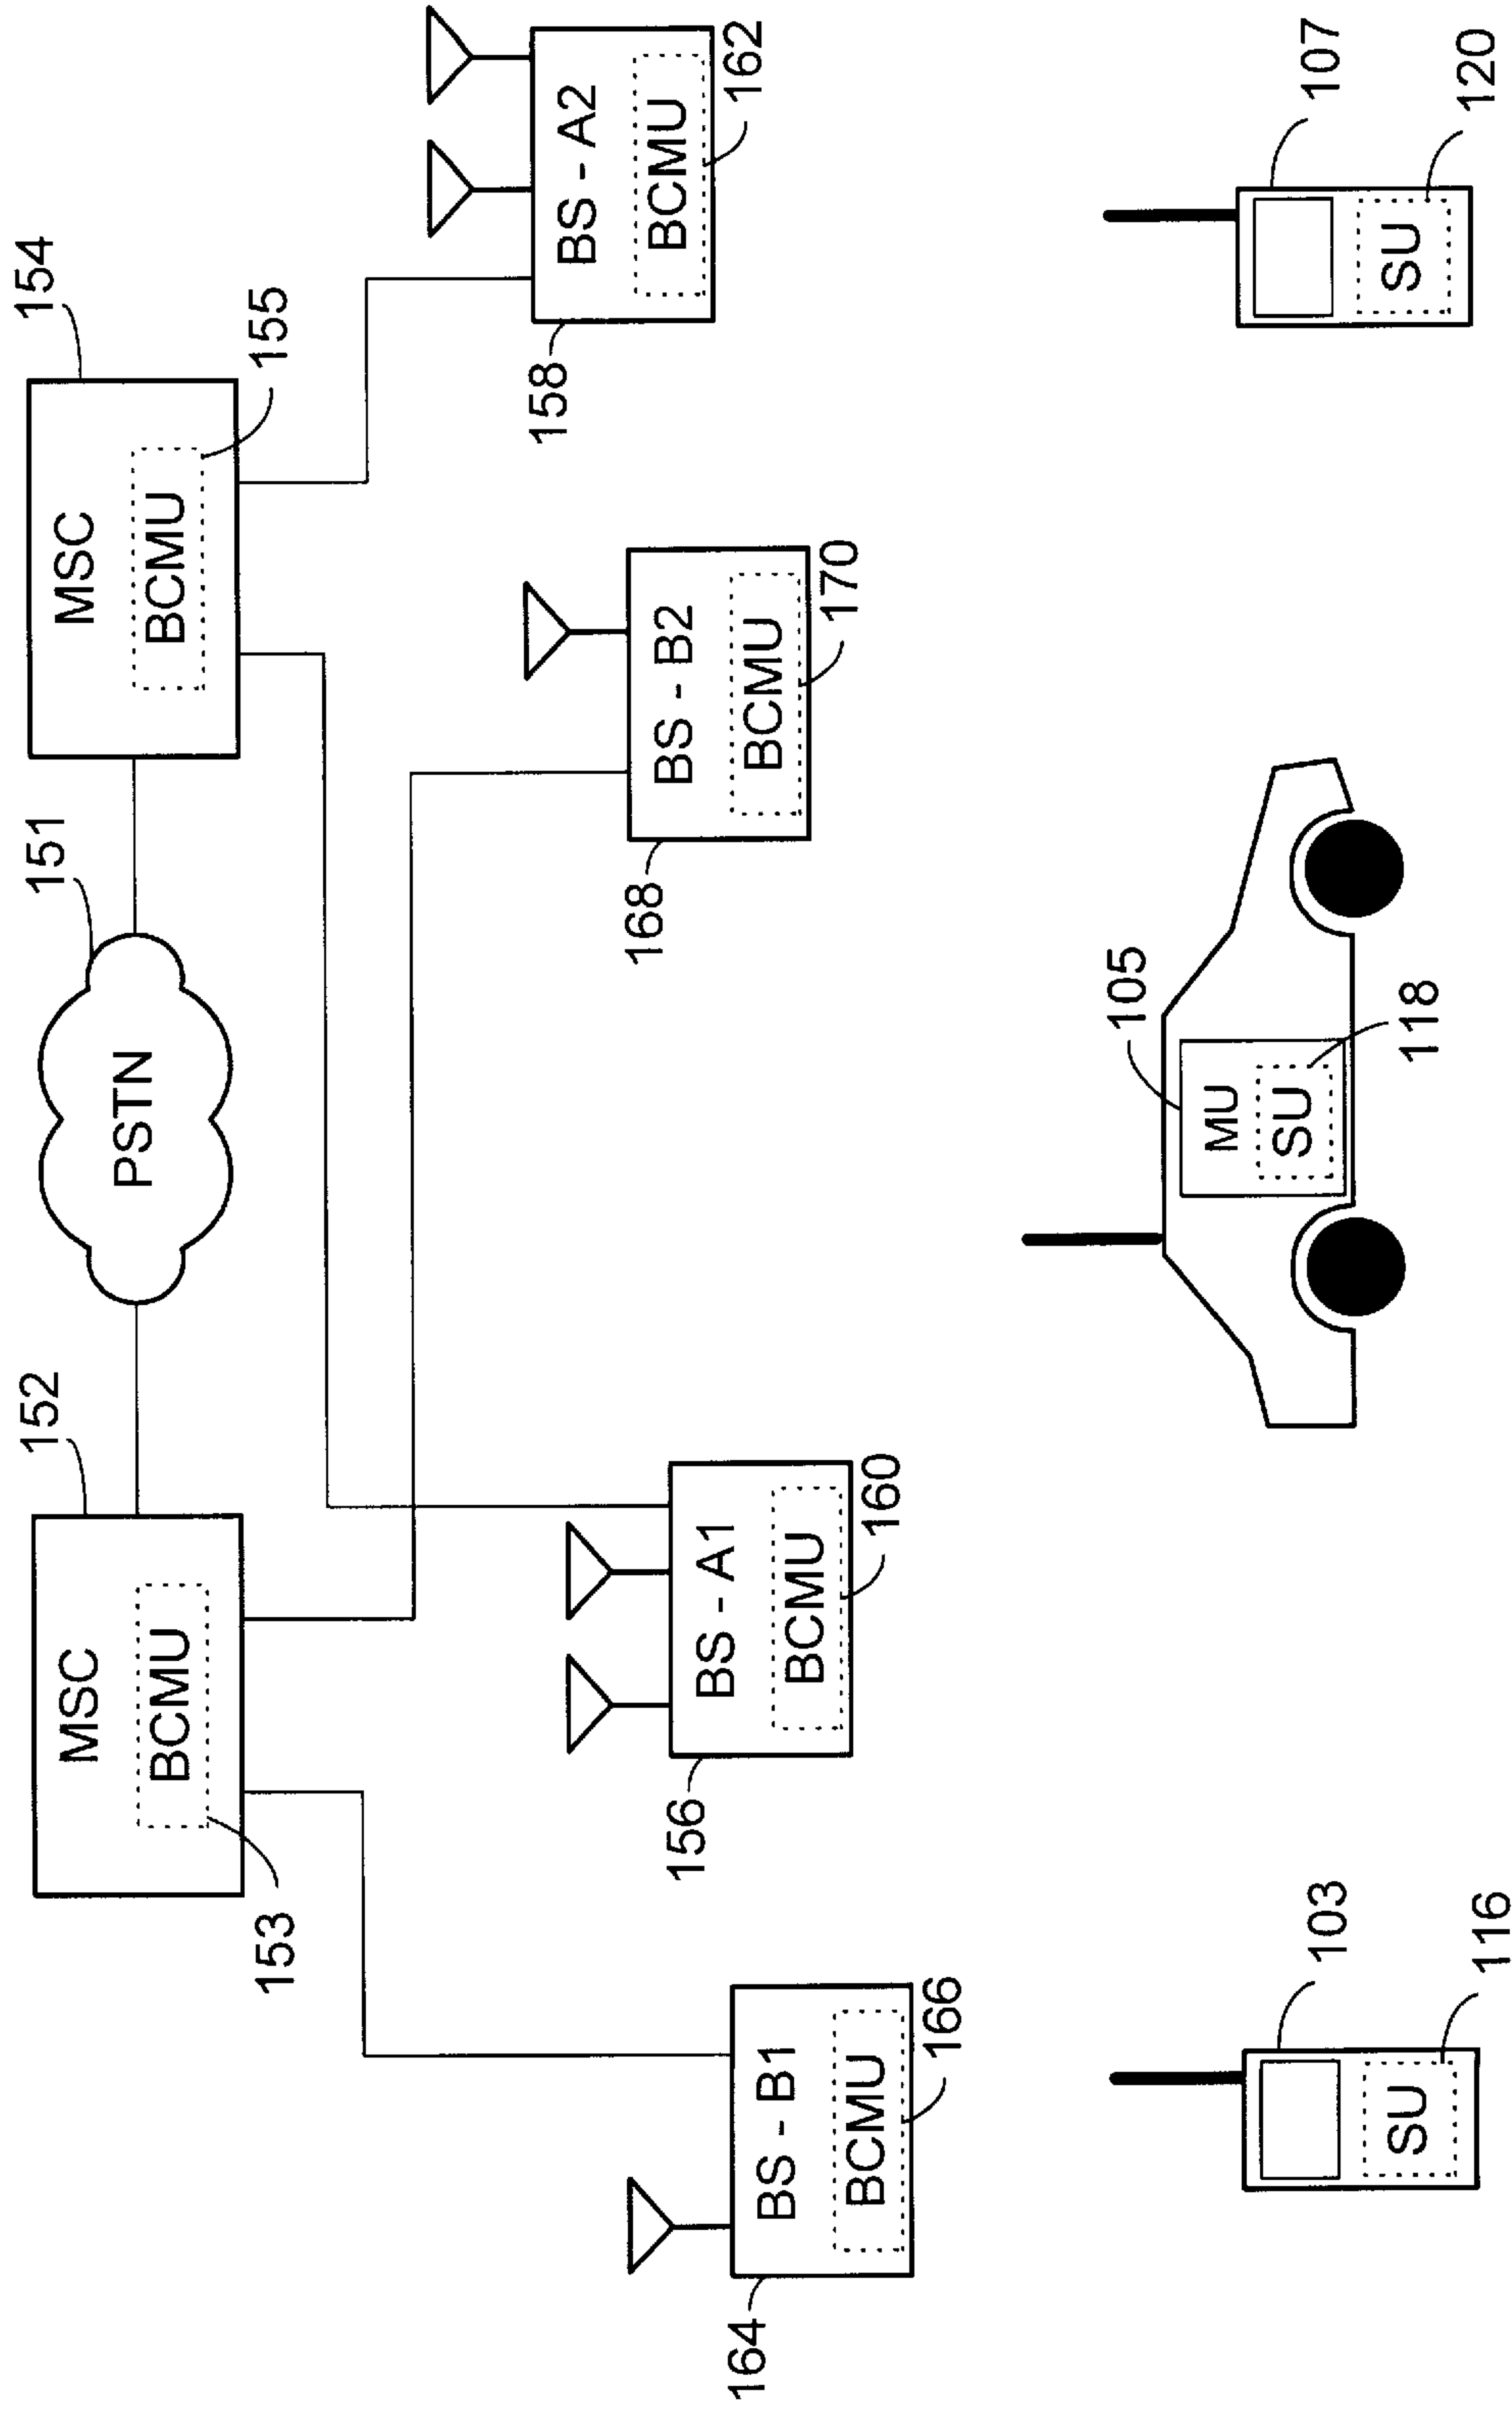 152
MSC
BCMU
153
151
PSTN
154
MSC
BCMU
155
BS - A2
BCMU
158
162
BS - B2
BCMU
168
170
BS - A1
BCMU
156
160
BS - B1
BCMU
164
166
103
SU
116
105
MU
SU
118
107
SU
120